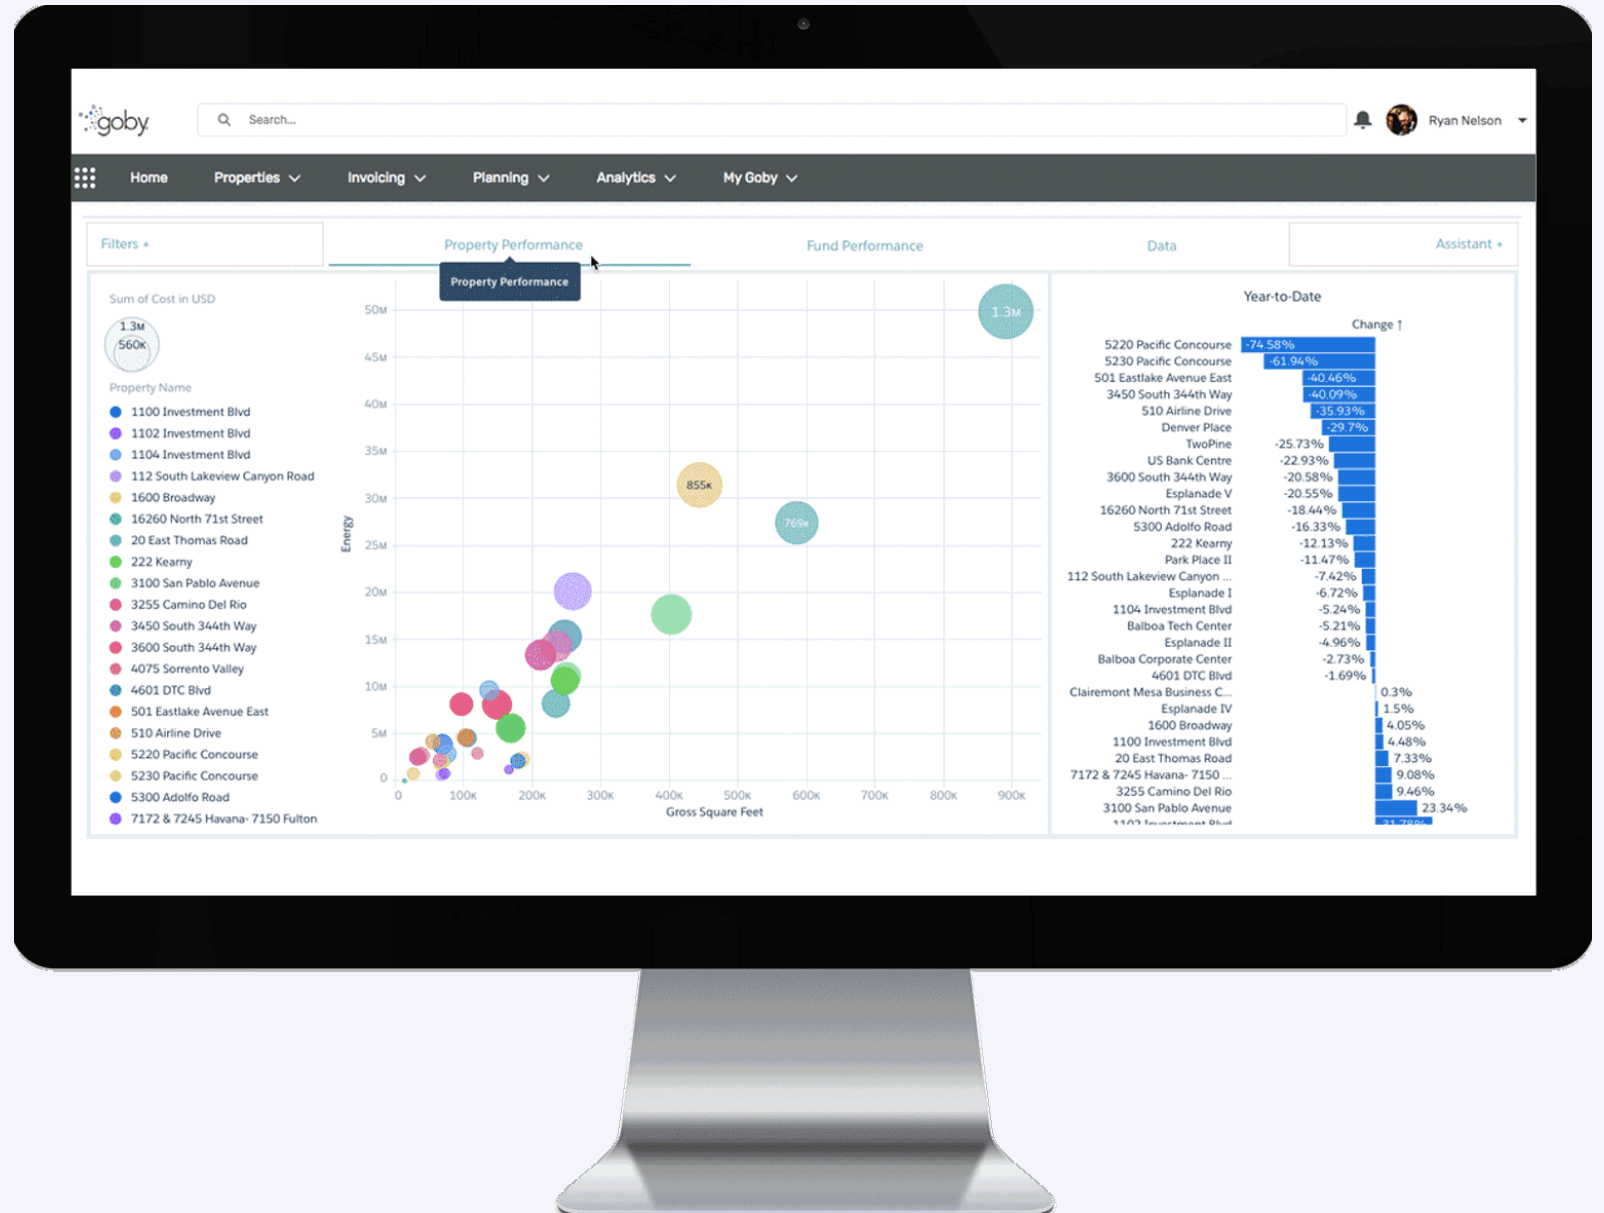 goby
Search...
Ryan Nelson
Home
Properties
Invoicing
Planning
Analytics
My Goby
Filters +
Property Performance
Fund Performance
Data
Assistant +
Property Performance
Sum of Cost in USD
1.3M
560K
Property Name
1100 Investment Blvd
1102 Investment Blvd
1104 Investment Blvd
112 South Lakeview Canyon Road
1600 Broadway
16260 North 71st Street
20 East Thomas Road
222 Kearny
3100 San Pablo Avenue
3255 Camino Del Rio
3450 South 344th Way
3600 South 344th Way
4075 Sorrento Valley
4601 DTC Blvd
501 Eastlake Avenue East
510 Airline Drive
5220 Pacific Concourse
5230 Pacific Concourse
5300 Adolfo Road
7172 & 7245 Havana- 7150 Fulton
Energy
50M
45M
40M
35M
30M
25M
20M
15M
10M
5M
0
1.3M
855K
769K
0 100K 200K 300K 400K 500K 600K 700K 800K 900K
Gross Square Feet
Year-to-Date
Change ↑
5220 Pacific Concourse -74.58%
5230 Pacific Concourse -61.94%
501 Eastlake Avenue East -40.46%
3450 South 344th Way -40.09%
510 Airline Drive -35.93%
Denver Place -29.7%
TwoPine -25.73%
US Bank Centre -22.93%
3600 South 344th Way -20.58%
Esplanade V -20.55%
16260 North 71st Street -18.44%
5300 Adolfo Road -16.33%
222 Kearny -12.13%
Park Place II -11.47%
112 South Lakeview Canyon ... -7.42%
Esplanade I -6.72%
1104 Investment Blvd -5.24%
Balboa Tech Center -5.21%
Esplanade II -4.96%
Balboa Corporate Center -2.73%
4601 DTC Blvd -1.69%
Clairemont Mesa Business C... 0.3%
Esplanade IV 1.5%
1600 Broadway 4.05%
1100 Investment Blvd 4.48%
20 East Thomas Road 7.33%
7172 & 7245 Havana- 7150 ... 9.08%
3255 Camino Del Rio 9.46%
3100 San Pablo Avenue 23.34%
1102 Investment Blvd 31.78%